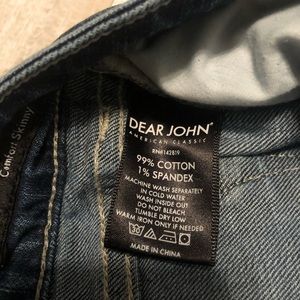 DEAR JOHN®
AMERICAN CLASSIC
RN#142819
99% COTTON
1% SPANDEX
MACHINE WASH SEPARATELY
IN COLD WATER
WASH INSIDE OUT
DO NOT BLEACH
TUMBLE DRY LOW
WARM IRON ONLY IF NEEDED
30
MADE IN CHINA
Comfort Skinny